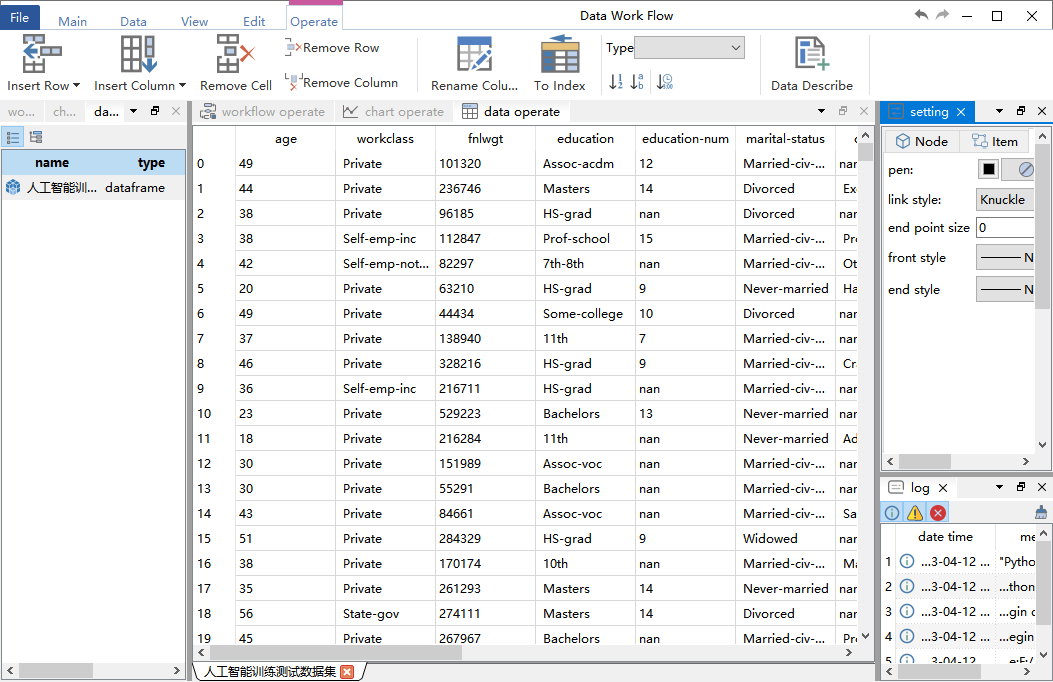 Data Work Flow
File Main Data View Edit Operate
Insert Row Insert Column Remove Cell Remove Row Remove Column Rename Colu... To Index Type Data Describe
wo... ch... da...
name type
人工智能训... dataframe
workflow operate chart operate data operate
age workclass fnlwgt education education-num marital-status
0 49 Private 101320 Assoc-acdm 12 Married-civ-... nar
1 44 Private 236746 Masters 14 Divorced Ex
2 38 Private 96185 HS-grad nan Divorced nar
3 38 Self-emp-inc 112847 Prof-school 15 Married-civ-... Pr
4 42 Self-emp-not... 82297 7th-8th nan Married-civ-... Ot
5 20 Private 63210 HS-grad 9 Never-married Ha
6 49 Private 44434 Some-college 10 Divorced nar
7 37 Private 138940 11th 7 Married-civ-... nar
8 46 Private 328216 HS-grad 9 Married-civ-... Cr
9 36 Self-emp-inc 216711 HS-grad nan Married-civ-... nar
10 23 Private 529223 Bachelors 13 Never-married nar
11 18 Private 216284 11th nan Never-married Ad
12 30 Private 151989 Assoc-voc nan Married-civ-... nar
13 30 Private 55291 Bachelors nan Married-civ-... nar
14 43 Private 84661 Assoc-voc nan Married-civ-... Sa
15 51 Private 284329 HS-grad 9 Widowed nar
16 38 Private 170174 10th nan Married-civ-... Ma
17 35 Private 261293 Masters 14 Never-married nar
18 56 State-gov 274111 Masters 14 Divorced nar
19 45 Private 267967 Bachelors nan Married-civ-... Pr
人工智能训练测试数据集
setting
Node Item
pen:
link style: Knuckle
end point size 0
front style N
end style N
log
date time me
1 ...3-04-12 ... "Pytho
2 ...3-04-12 ... ...thon
3 ...3-04-12 ... ...gin
4 ...3-04-12 ... ...egin
5 ...3-04-12 ... e:F:/